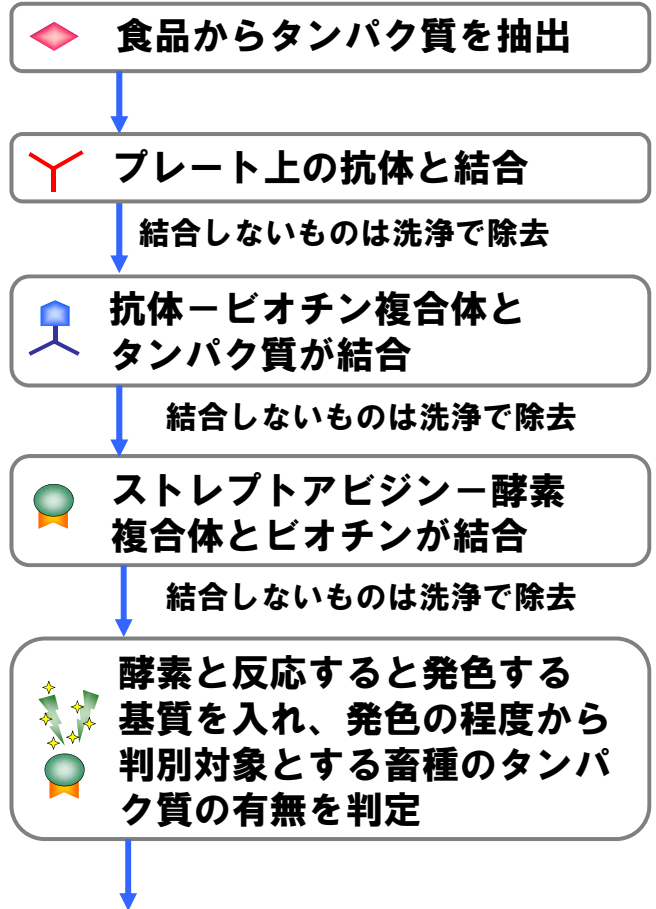 食品からタンパク質を抽出
プレート上の抗体と結合
結合しないものは洗浄で除去
抗体－ビオチン複合体と
タンパク質が結合
結合しないものは洗浄で除去
ストレプトアビジン－酵素
複合体とビオチンが結合
結合しないものは洗浄で除去
酵素と反応すると発色する
基質を入れ、発色の程度から
判別対象とする畜種のタンパ
ク質の有無を判定